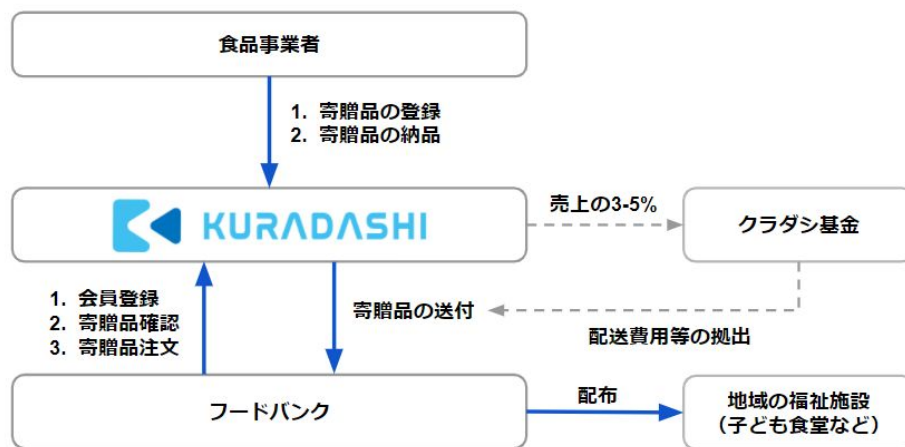 食品事業者
1. 寄贈品の登録
2. 寄贈品の納品
KURADASHI
売上の3-5%
クラダシ基金
1. 会員登録
2. 寄贈品確認
3. 寄贈品注文
寄贈品の送付
配送費用等の拠出
フードバンク
配布
地域の福祉施設
（子ども食堂など）